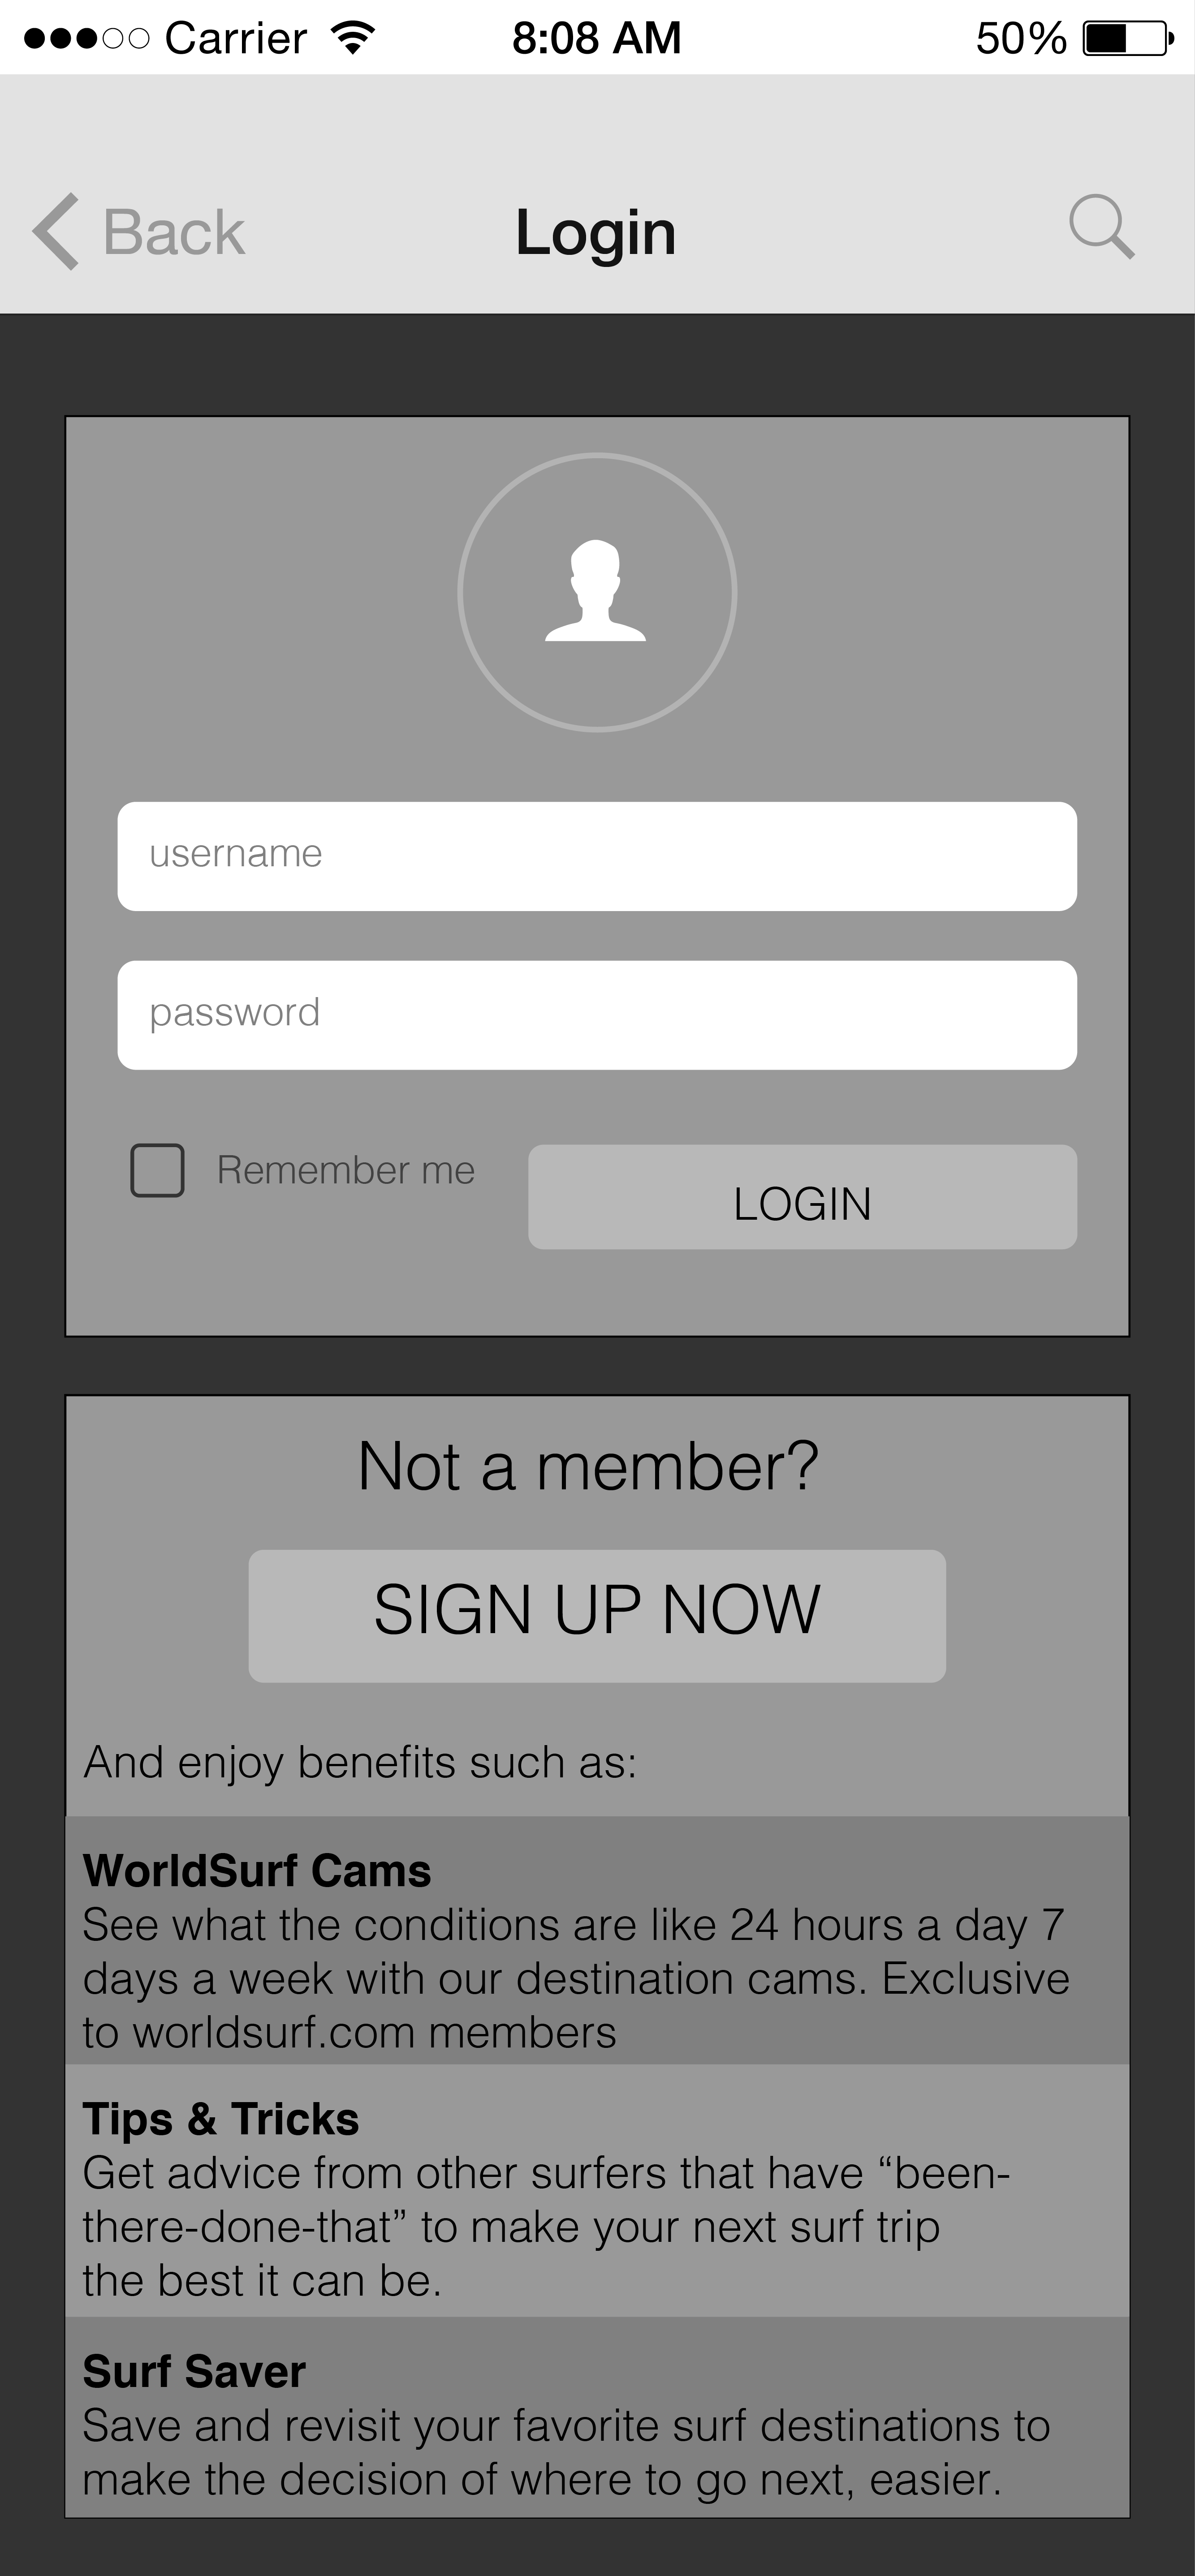 Carrier 8:08 AM 50%
Back Login
username
password
Remember me LOGIN
Not a member?
SIGN UP NOW
And enjoy benefits such as:
WorldSurf Cams
See what the conditions are like 24 hours a day 7
days a week with our destination cams. Exclusive
to worldsurf.com members
Tips & Tricks
Get advice from other surfers that have “been-
there-done-that” to make your next surf trip
the best it can be.
Surf Saver
Save and revisit your favorite surf destinations to
make the decision of where to go next, easier.